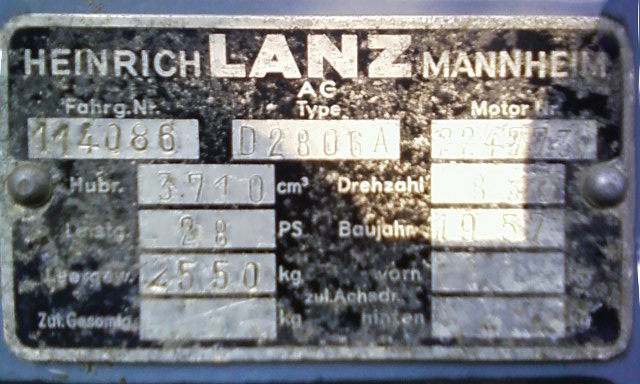 HEINRICH LANZ MANNHEIM
AG
Fahrg.Nr. Type Motor Nr.
114086 D2806A
Hubr. 3710 cm³ Drehzahl
Leistg. 28 PS Baujahr 1957
Leergew. 1550 kg vorn
zul.Achsdr.
Zul.Gesamtg. kg hinten